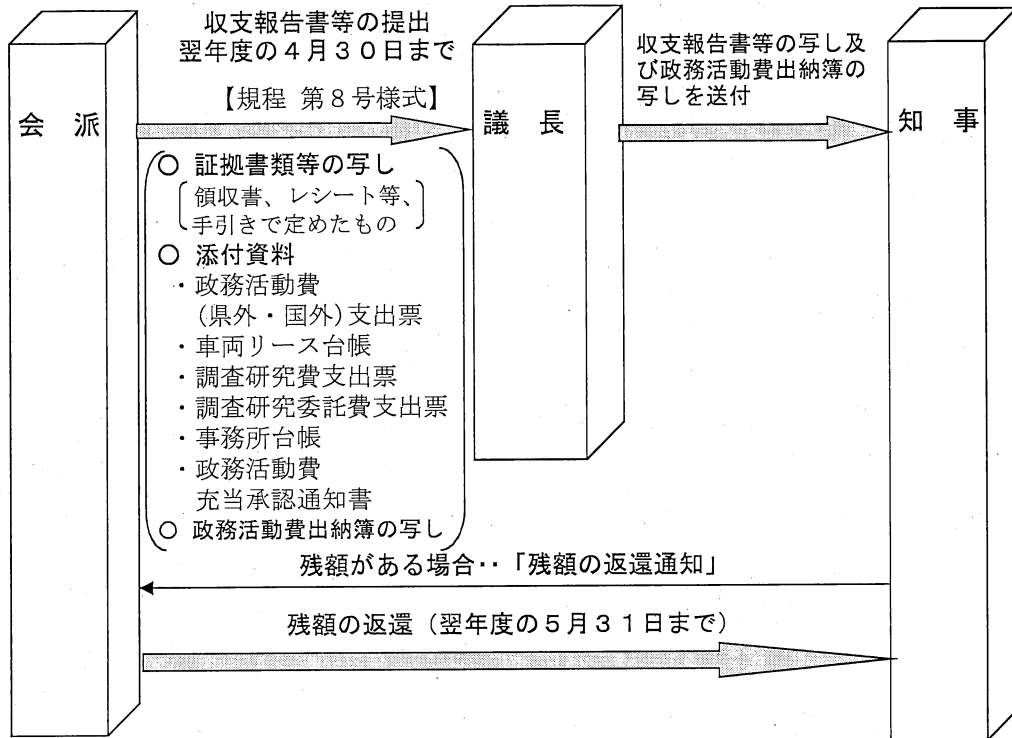 収支報告書等の提出
翌年度の４月３０日まで
【規程 第８号様式】
収支報告書等の写し及
び政務活動費出納簿の
写しを送付
会 派
議 長
知 事
○ 証拠書類等の写し
領収書、レシート等、
手引きで定めたもの
○ 添付資料
・政務活動費
(県外・国外)支出票
・車両リース台帳
・調査研究費支出票
・調査研究委託費支出票
・事務所台帳
・政務活動費
充当承認通知書
○ 政務活動費出納簿の写し
残額がある場合‥「残額の返還通知」
残額の返還（翌年度の５月３１日まで）